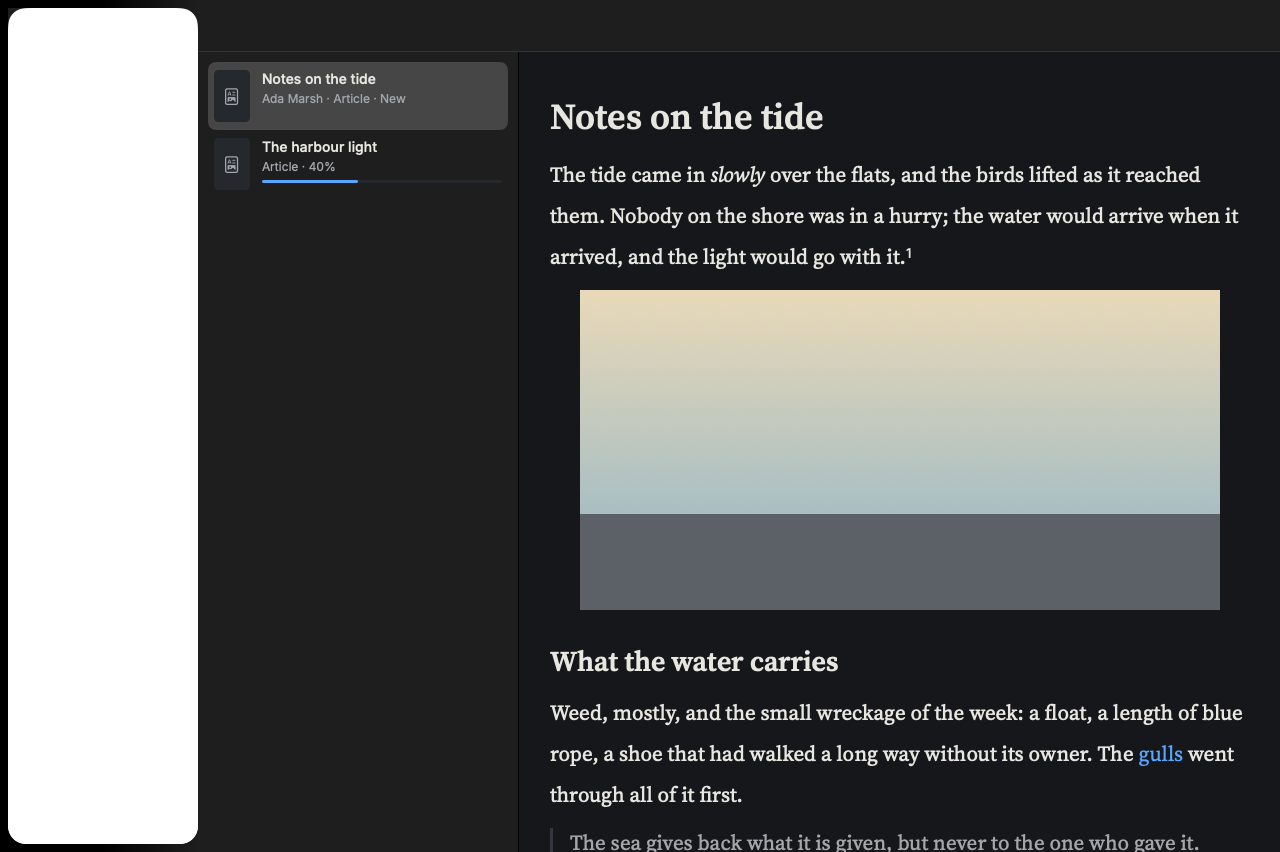 Notes on the tide
Ada Marsh · Article · New
The harbour light
Article · 40%
Notes on the tide
The tide came in slowly over the flats, and the birds lifted as it reached
them. Nobody on the shore was in a hurry; the water would arrive when it
arrived, and the light would go with it.¹
What the water carries
Weed, mostly, and the small wreckage of the week: a float, a length of blue
rope, a shoe that had walked a long way without its owner. The gulls went
through all of it first.
The sea gives back what it is given, but never to the one who gave it.